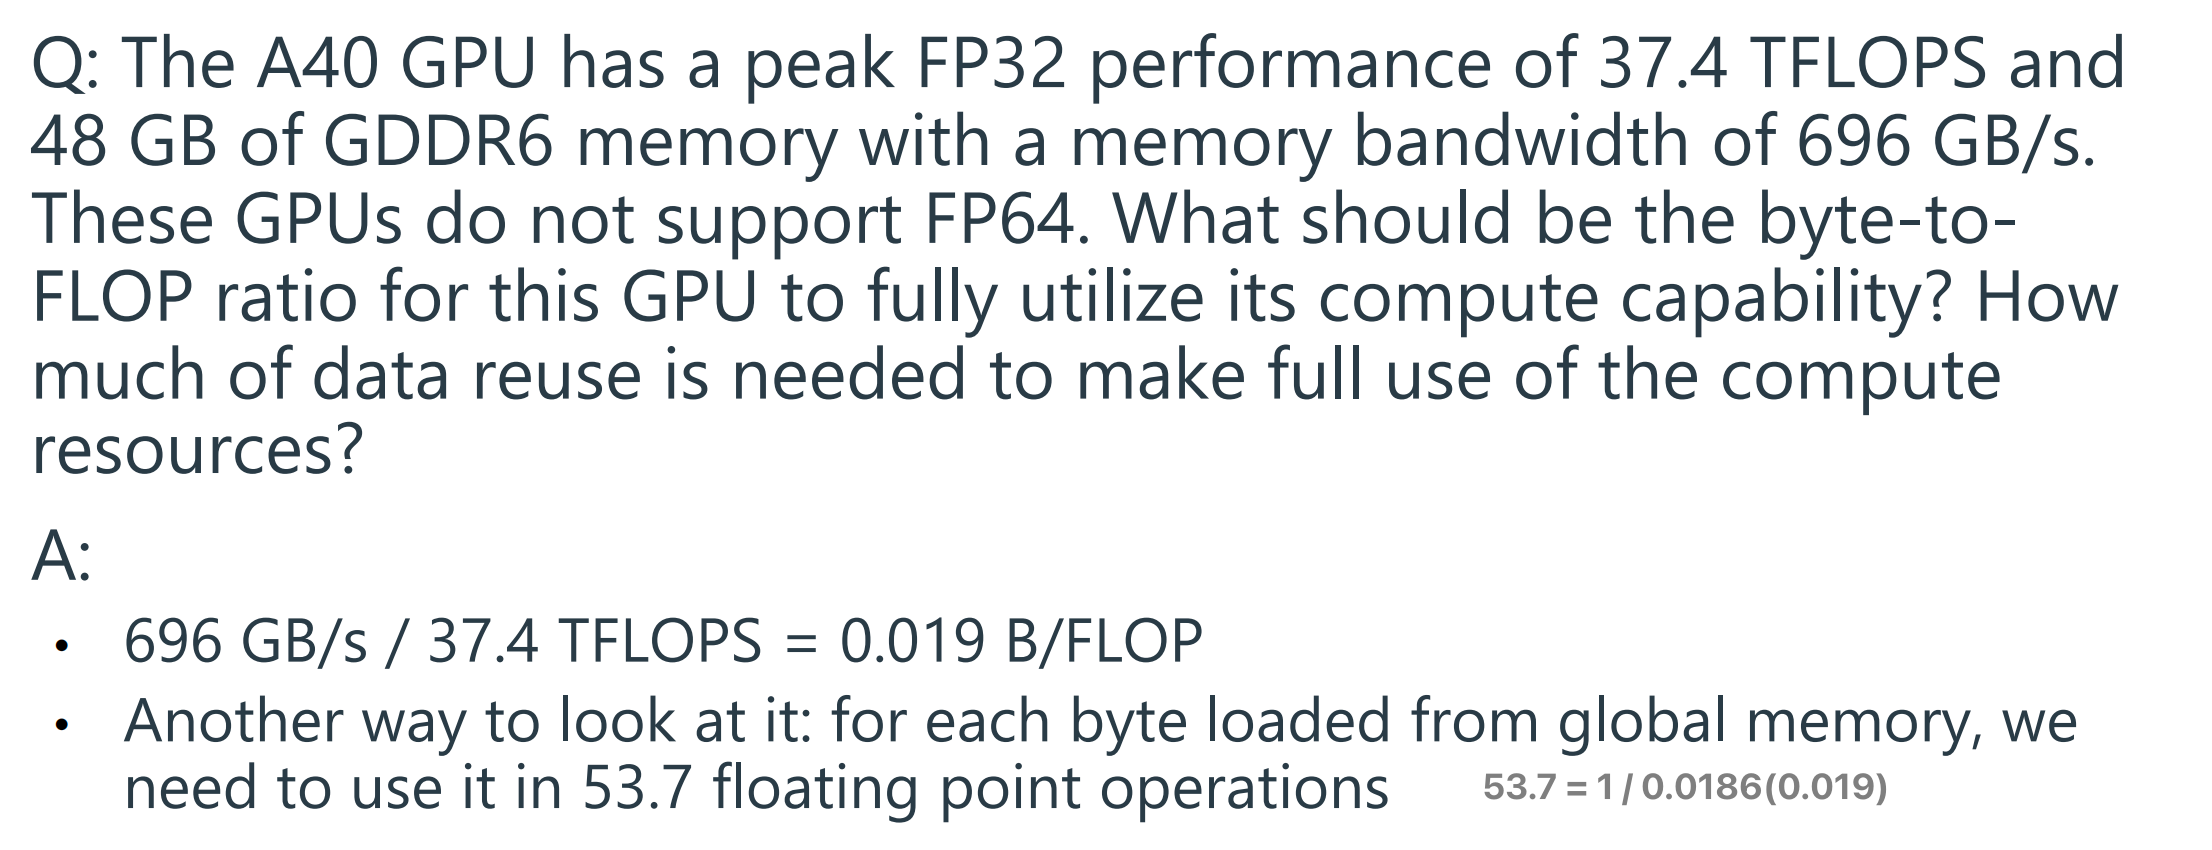 Q: The A40 GPU has a peak FP32 performance of 37.4 TFLOPS and
48 GB of GDDR6 memory with a memory bandwidth of 696 GB/s.
These GPUs do not support FP64. What should be the byte-to-
FLOP ratio for this GPU to fully utilize its compute capability? How
much of data reuse is needed to make full use of the compute
resources?
A:
• 696 GB/s / 37.4 TFLOPS = 0.019 B/FLOP
• Another way to look at it: for each byte loaded from global memory, we
need to use it in 53.7 floating point operations 53.7 = 1 / 0.0186(0.019)